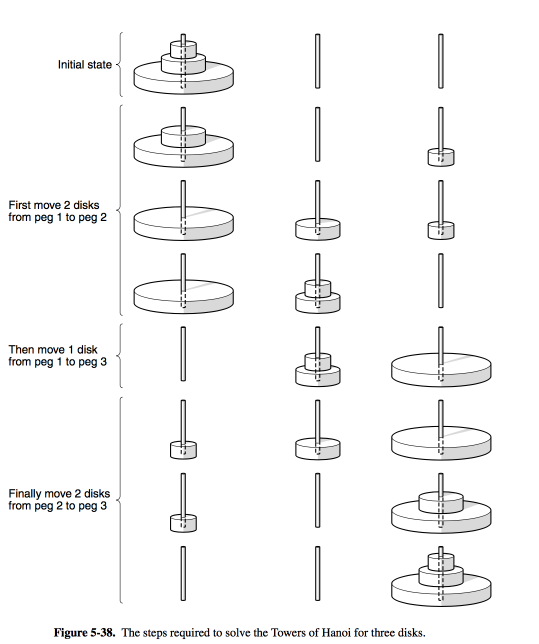 Initial state
First move 2 disks
from peg 1 to peg 2
Then move 1 disk
from peg 1 to peg 3
Finally move 2 disks
from peg 2 to peg 3
Figure 5-38. The steps required to solve the Towers of Hanoi for three disks.